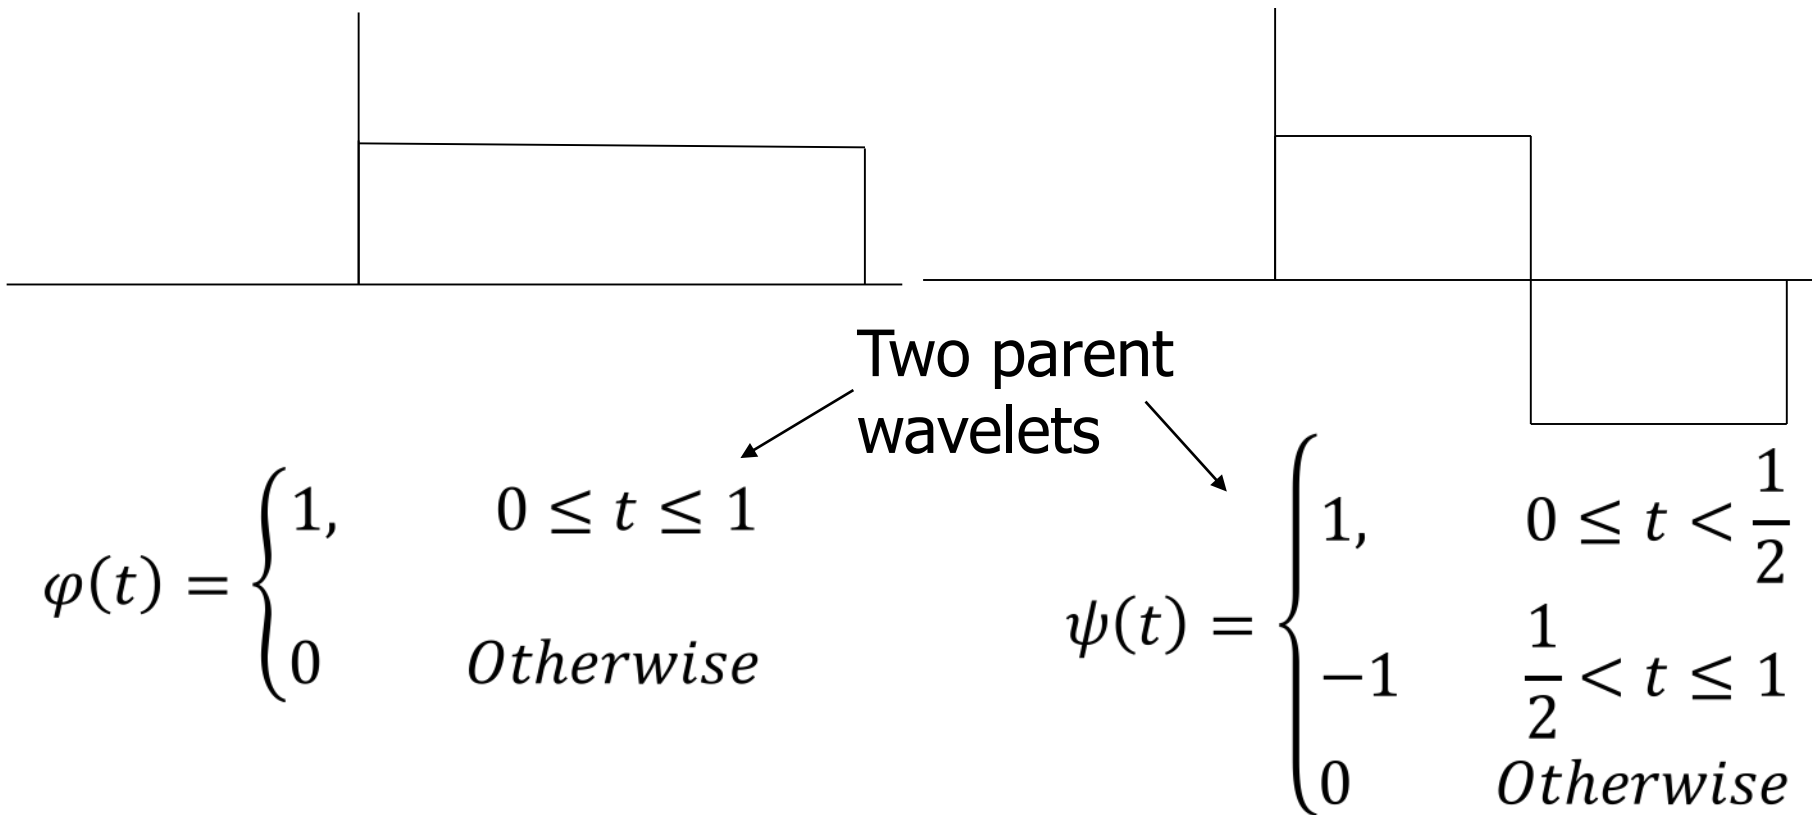 Two parent
wavelets
φ(t) = {1, 0 ≤ t ≤ 1
0 Otherwise
ψ(t) = {1, 0 ≤ t < 1/2
−1 1/2 < t ≤ 1
0 Otherwise